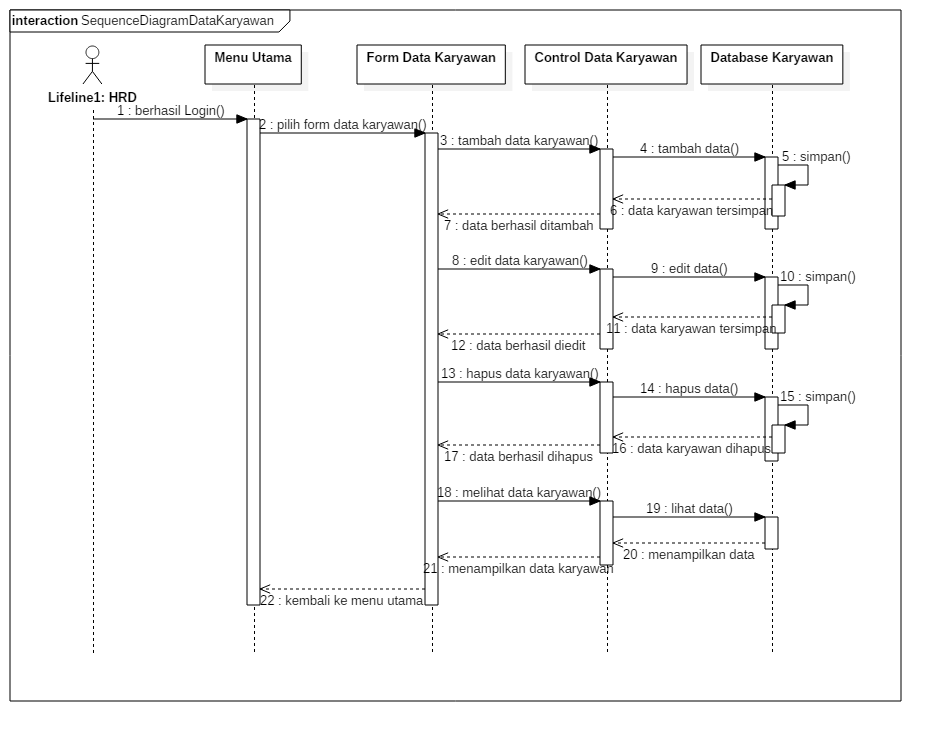 interaction SequenceDiagramDataKaryawan
Menu Utama
Form Data Karyawan
Control Data Karyawan
Database Karyawan
Lifeline1: HRD
1 : berhasil Login()
2 : pilih form data karyawan()
3 : tambah data karyawan()
4 : tambah data()
5 : simpan()
6 : data karyawan tersimpan
7 : data berhasil ditambah
8 : edit data karyawan()
9 : edit data()
10 : simpan()
11 : data karyawan tersimpan
12 : data berhasil diedit
13 : hapus data karyawan()
14 : hapus data()
15 : simpan()
16 : data karyawan dihapus
17 : data berhasil dihapus
18 : melihat data karyawan()
19 : lihat data()
20 : menampilkan data
21 : menampilkan data karyawan
22 : kembali ke menu utama